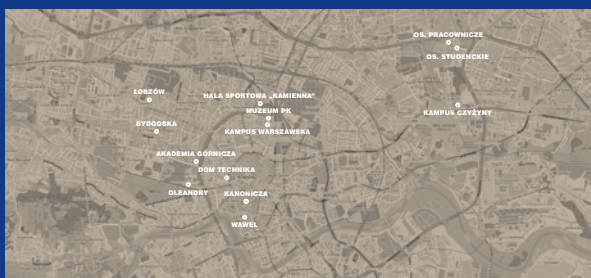 OS. PRACOWNICZE
OS. STUDENCKIE
ŁOBZÓW
HALA SPORTOWA „KAMIENNA”
MUZEUM PK
KAMPUS CZYŻYNY
BYDGOSKA
KAMPUS WARSZAWSKA
AKADEMIA GÓRNICZA
DOM TECHNIKA
OLEANDRY
KANONICZA
WAWEL